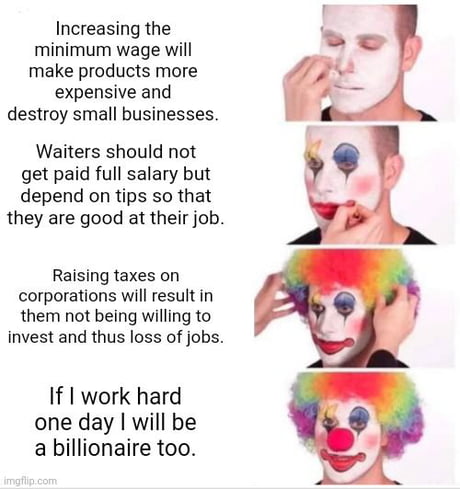 Increasing the
minimum wage will
make products more
expensive and
destroy small businesses.
Waiters should not
get paid full salary but
depend on tips so that
they are good at their job.
Raising taxes on
corporations will result in
them not being willing to
invest and thus loss of jobs.
If I work hard
one day I will be
a billionaire too.
imgflip.com